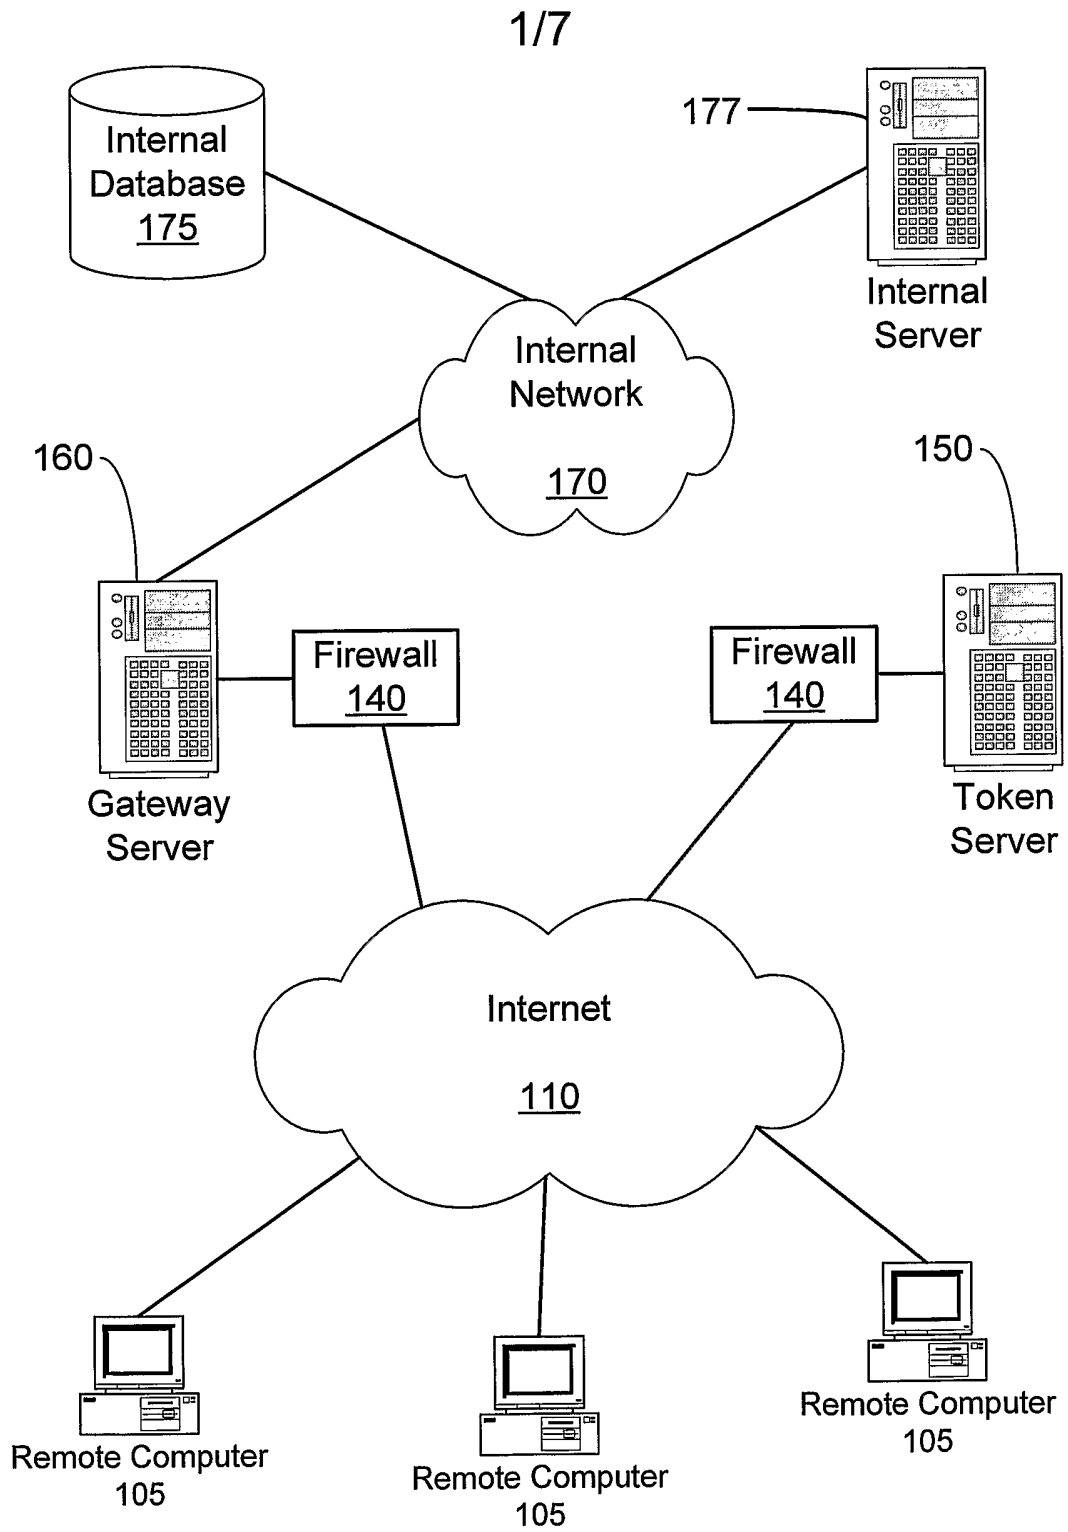 1/7
Internal
Database
175
177
Internal
Server
Internal
Network
170
160
150
Firewall
140
Firewall
140
Gateway
Server
Token
Server
Internet
110
Remote Computer
105
Remote Computer
105
Remote Computer
105